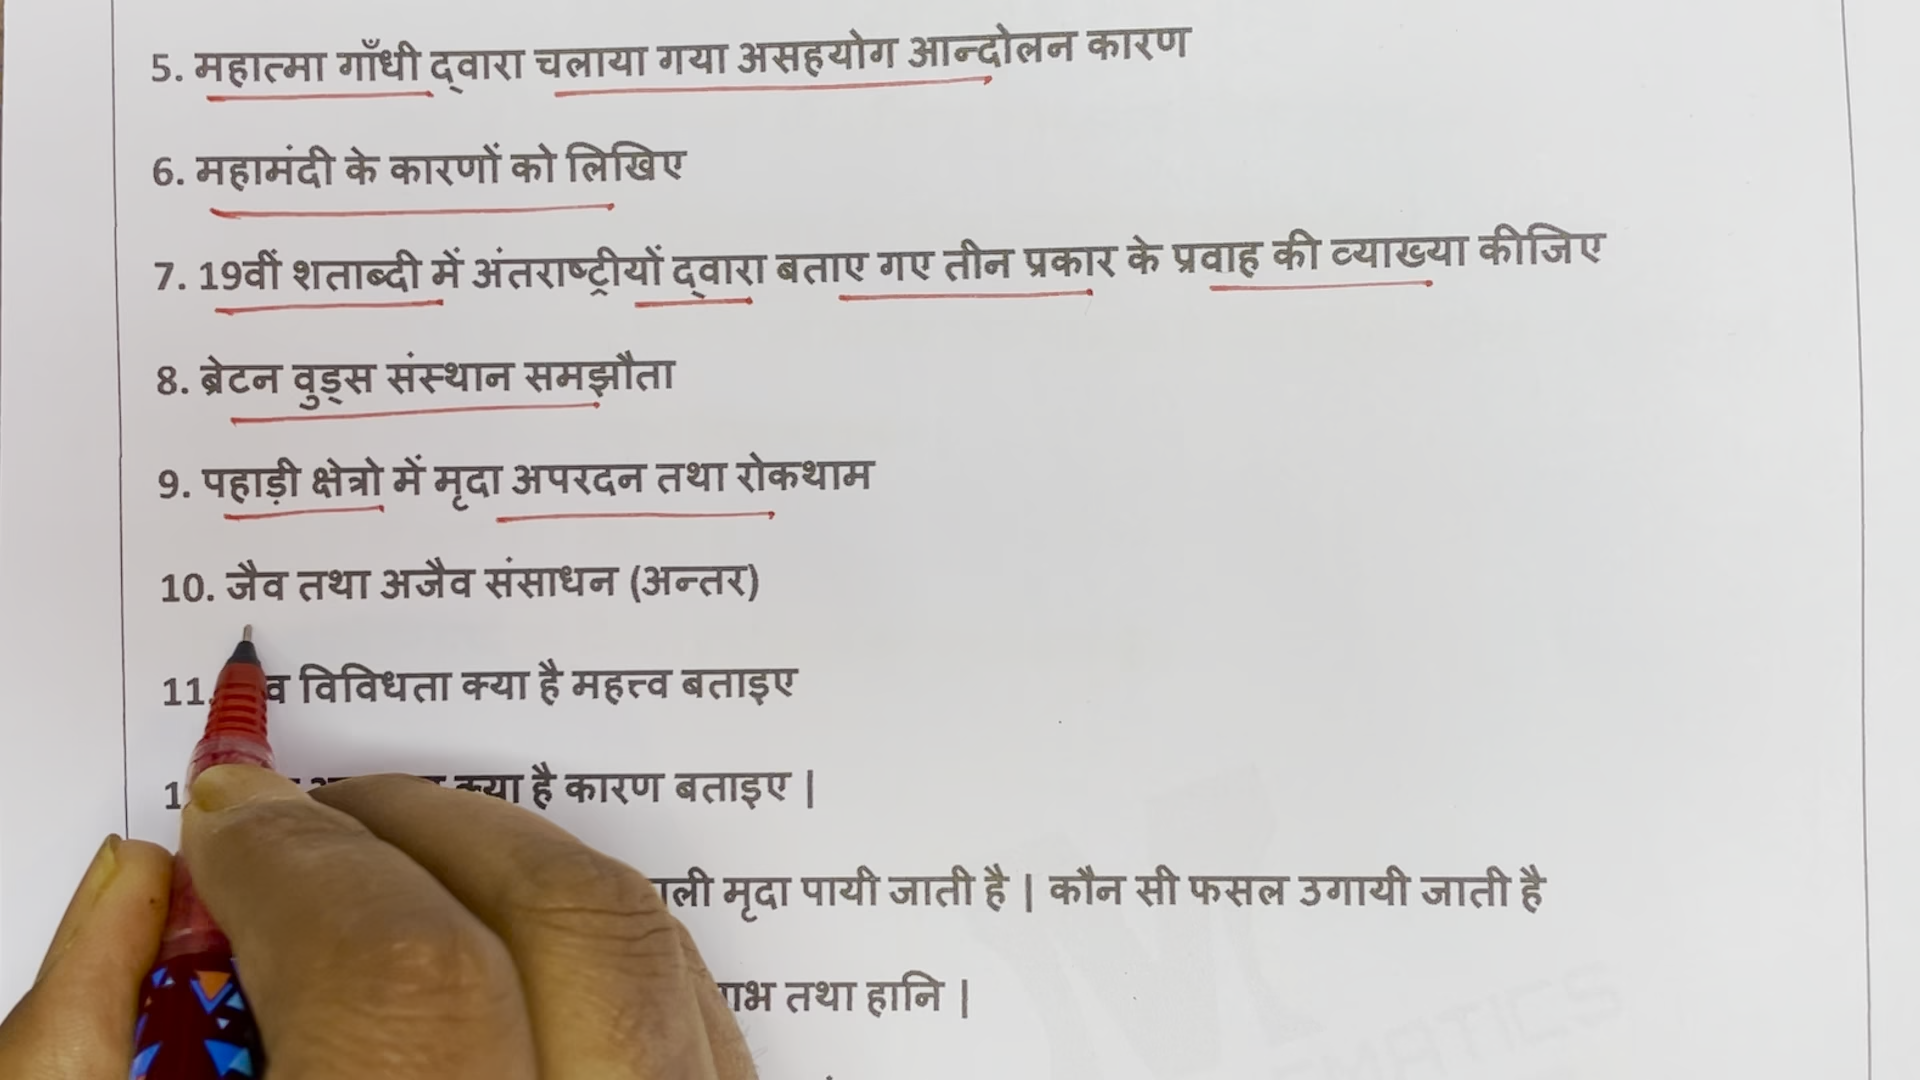 5. महात्मा गाँधी द्वारा चलाया गया असहयोग आन्दोलन कारण
6. महामंदी के कारणों को लिखिए
7. 19वीं शताब्दी में अंतराष्ट्रीयों द्वारा बताए गए तीन प्रकार के प्रवाह की व्याख्या कीजिए
8. ब्रेटन वुड्स संस्थान समझौता
9. पहाड़ी क्षेत्रो में मृदा अपरदन तथा रोकथाम
10. जैव तथा अजैव संसाधन (अन्तर)
11. विविधता क्या है महत्त्व बताइए
क्या है कारण बताइए |
मृदा पायी जाती है | कौन सी फसल उगायी जाती है
तथा हानि |